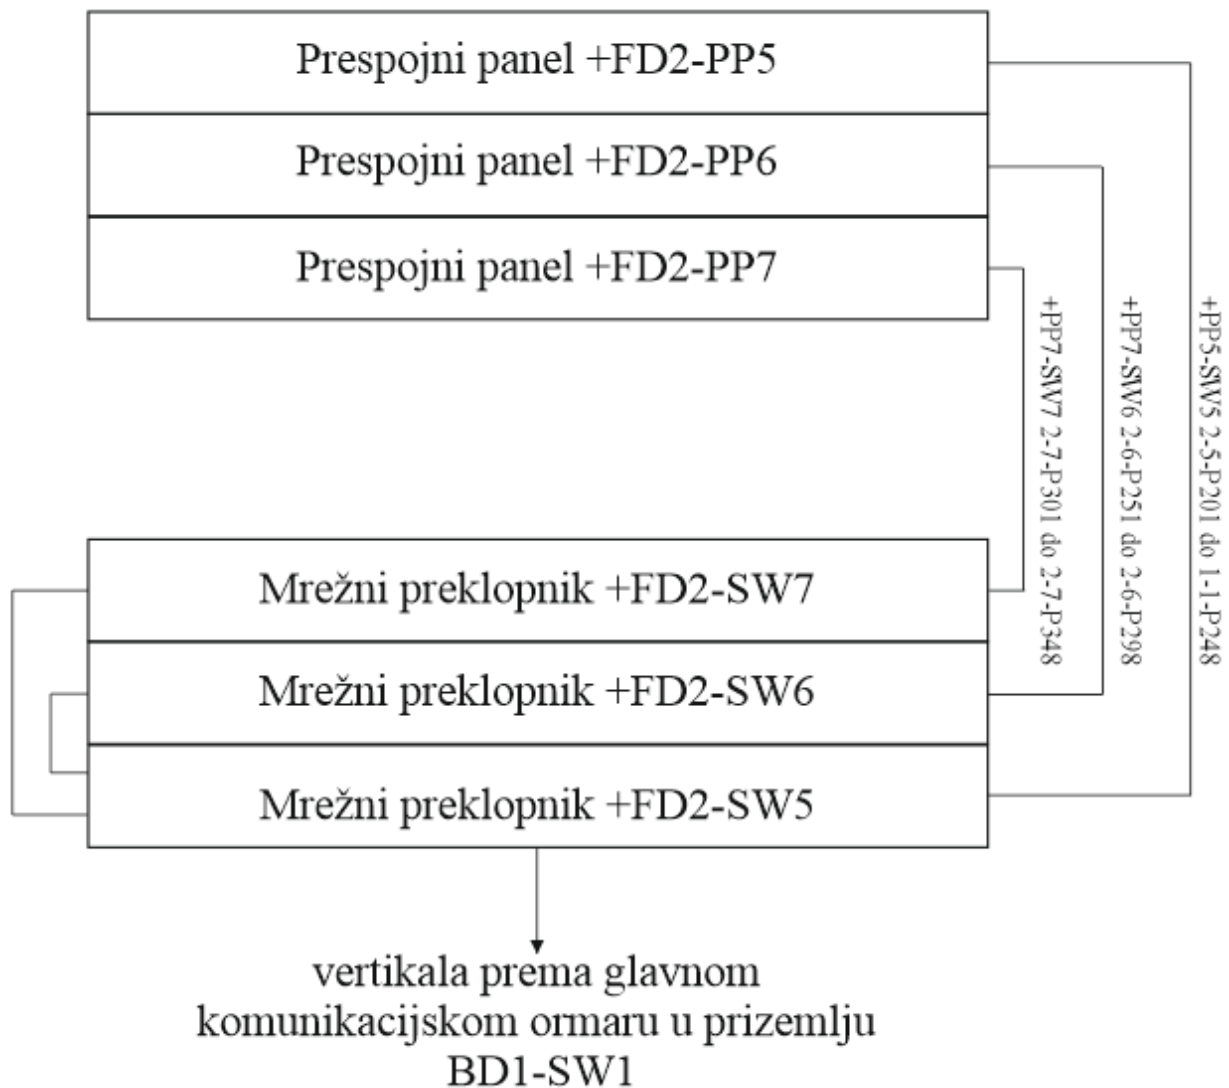 Prespojni panel +FD2-PP5
Prespojni panel +FD2-PP6
Prespojni panel +FD2-PP7
+PP7-SW7 2-7-P301 do 2-7-P348
+PP7-SW6 2-6-P251 do 2-6-P298
+PP5-SW5 2-5-P201 do 1-1-P248
Mrežni preklopnik +FD2-SW7
Mrežni preklopnik +FD2-SW6
Mrežni preklopnik +FD2-SW5
vertikala prema glavnom
komunikacijskom ormaru u prizemlju
BD1-SW1